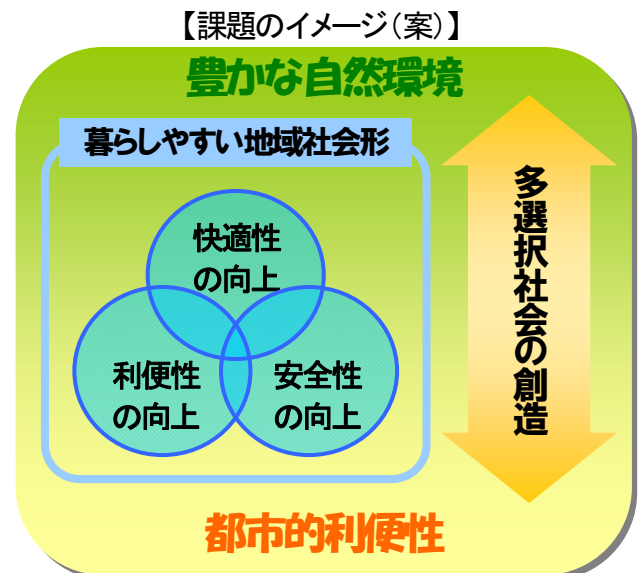 【課題のイメージ(案)】
豊かな自然環境
暮らしやすい地域社会形
快適性
の向上
利便性
の向上
安全性
の向上
多選択社会の創造
都市的利便性